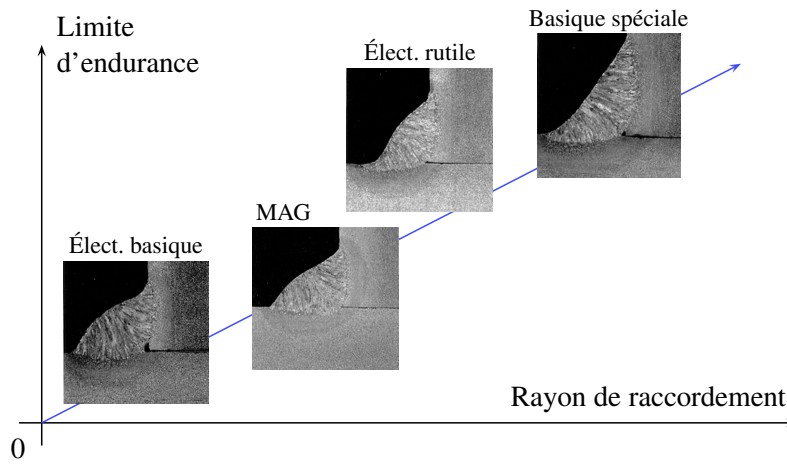 Limite
d'endurance
Basique spéciale
Élect. rutile
MAG
Élect. basique
Rayon de raccordement
0